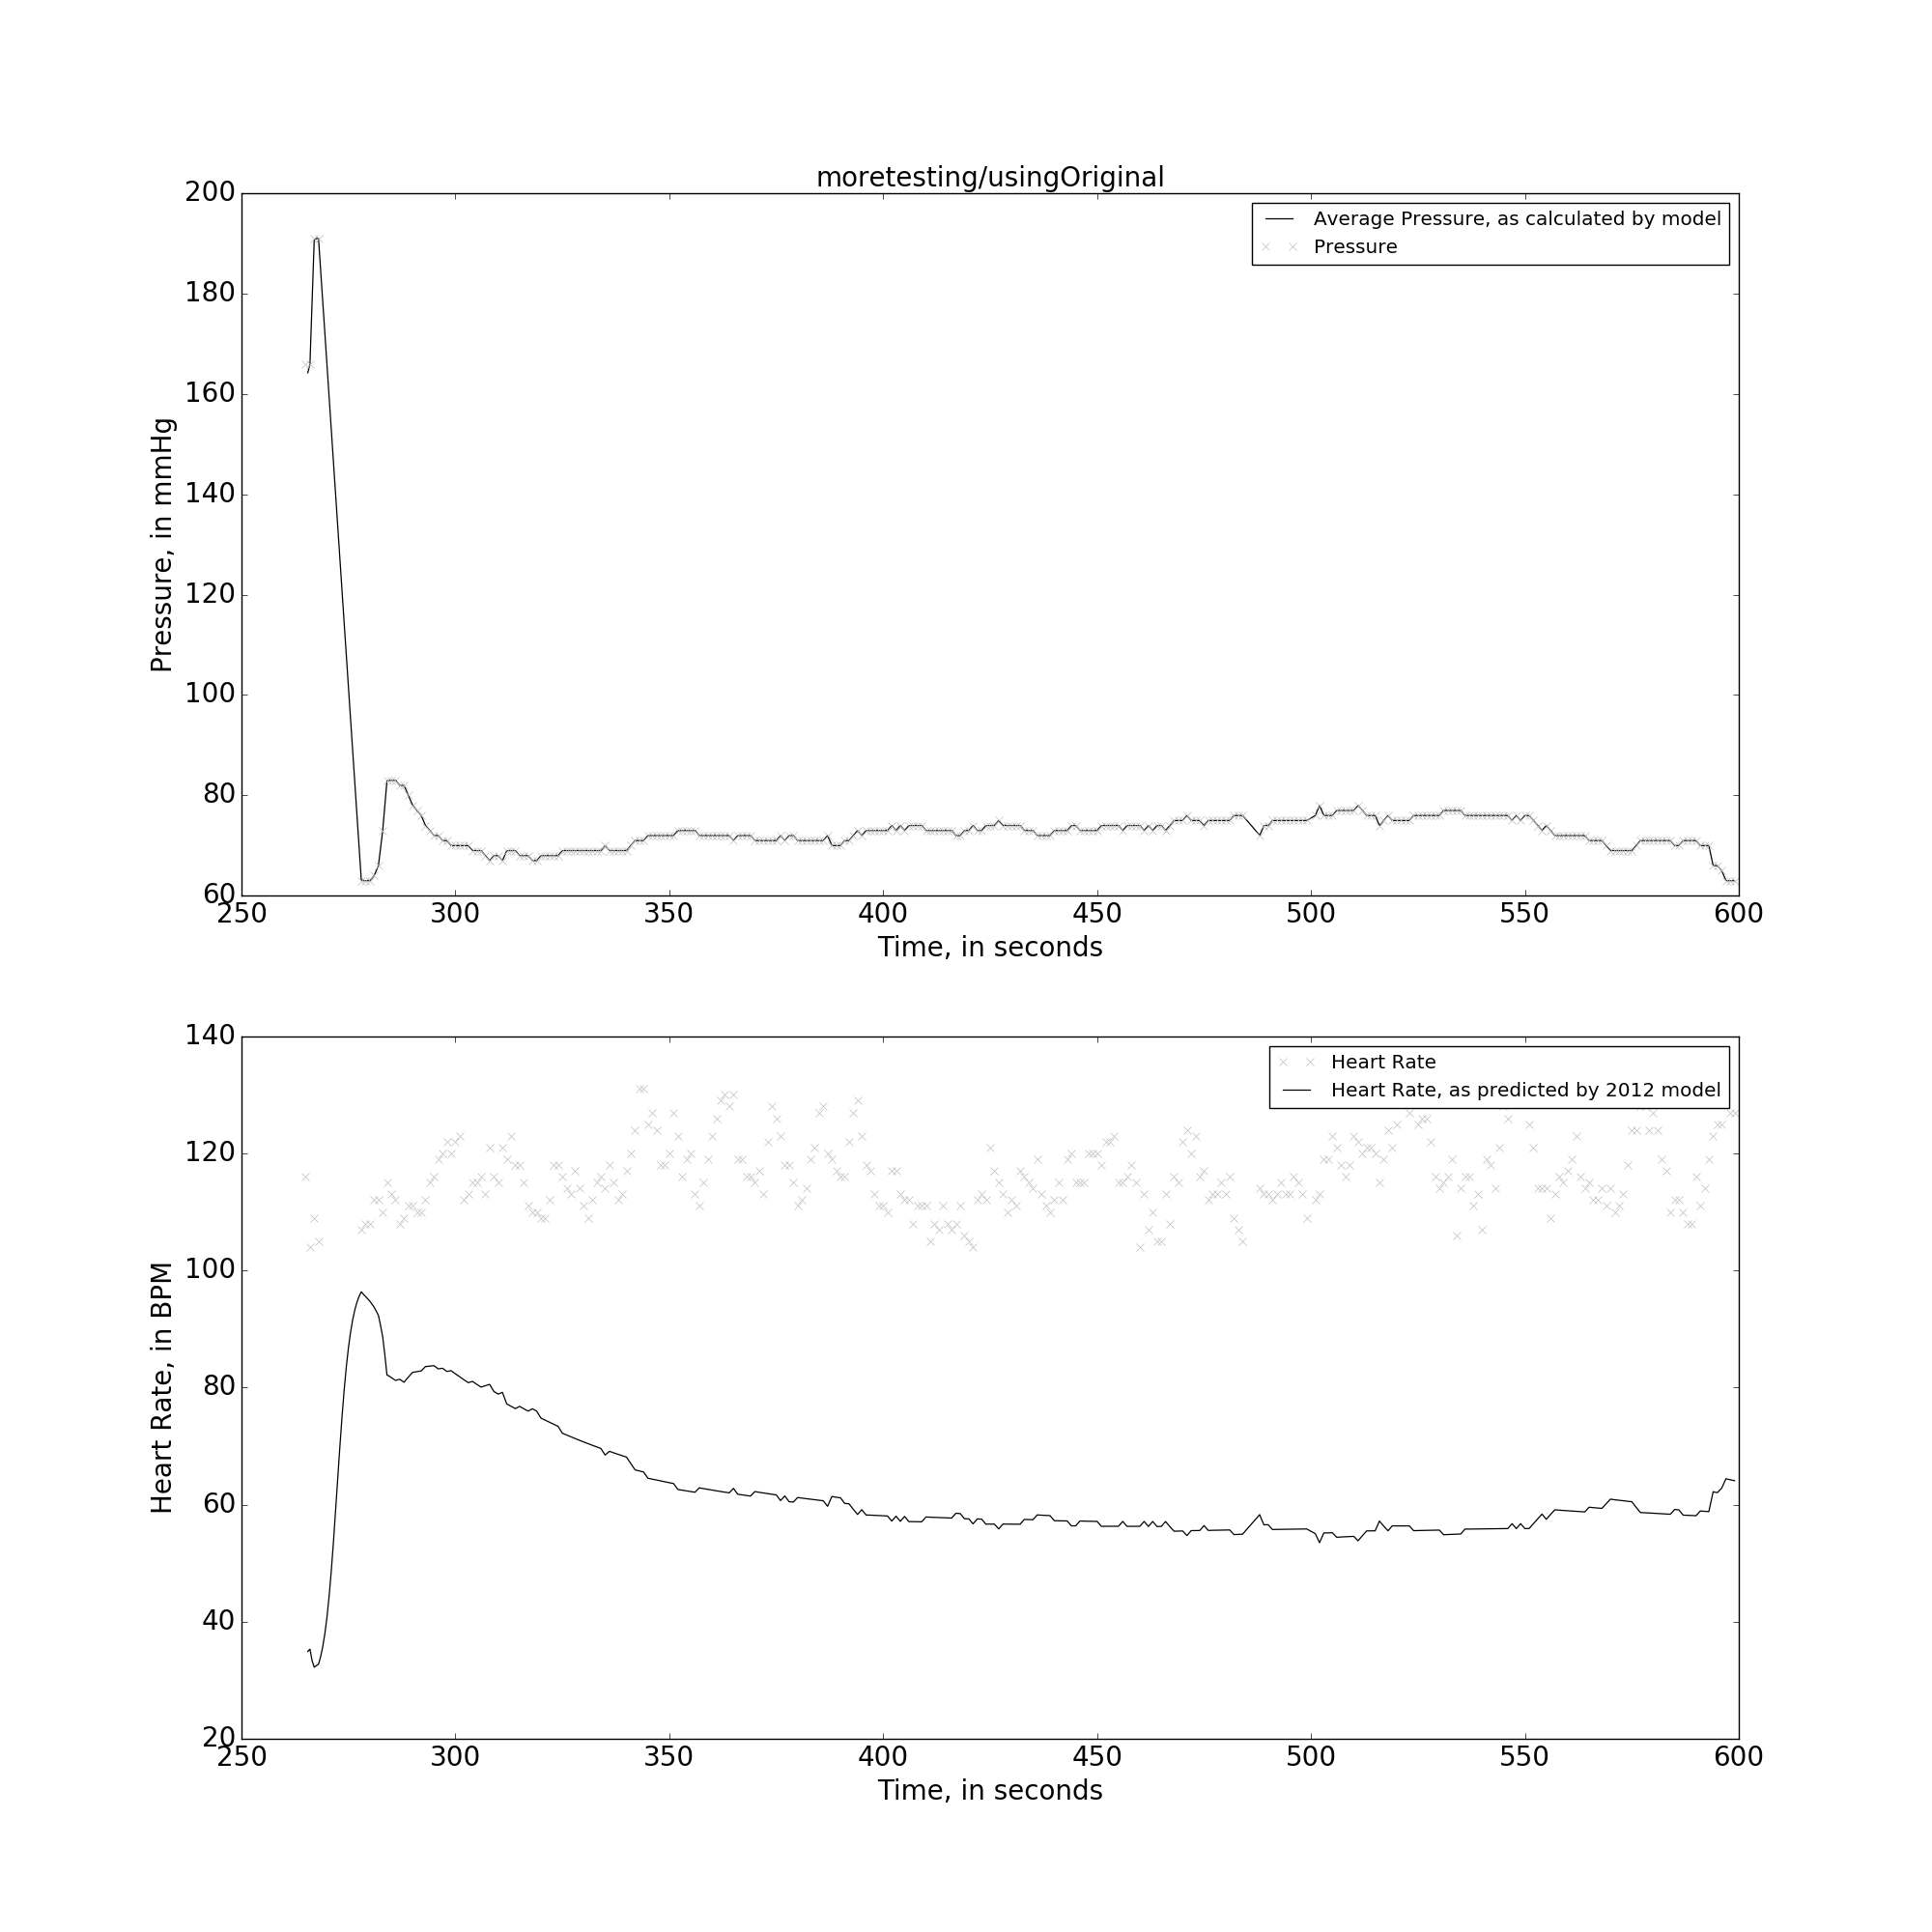 moretesting/usingOriginal
200
180
160
140
120
100
80
60
Pressure, in mmHg
Average Pressure, as calculated by model
Pressure
250 300 350 400 450 500 550 600
Time, in seconds
140
120
100
80
60
40
20
Heart Rate, in BPM
Heart Rate
Heart Rate, as predicted by 2012 model
250 300 350 400 450 500 550 600
Time, in seconds